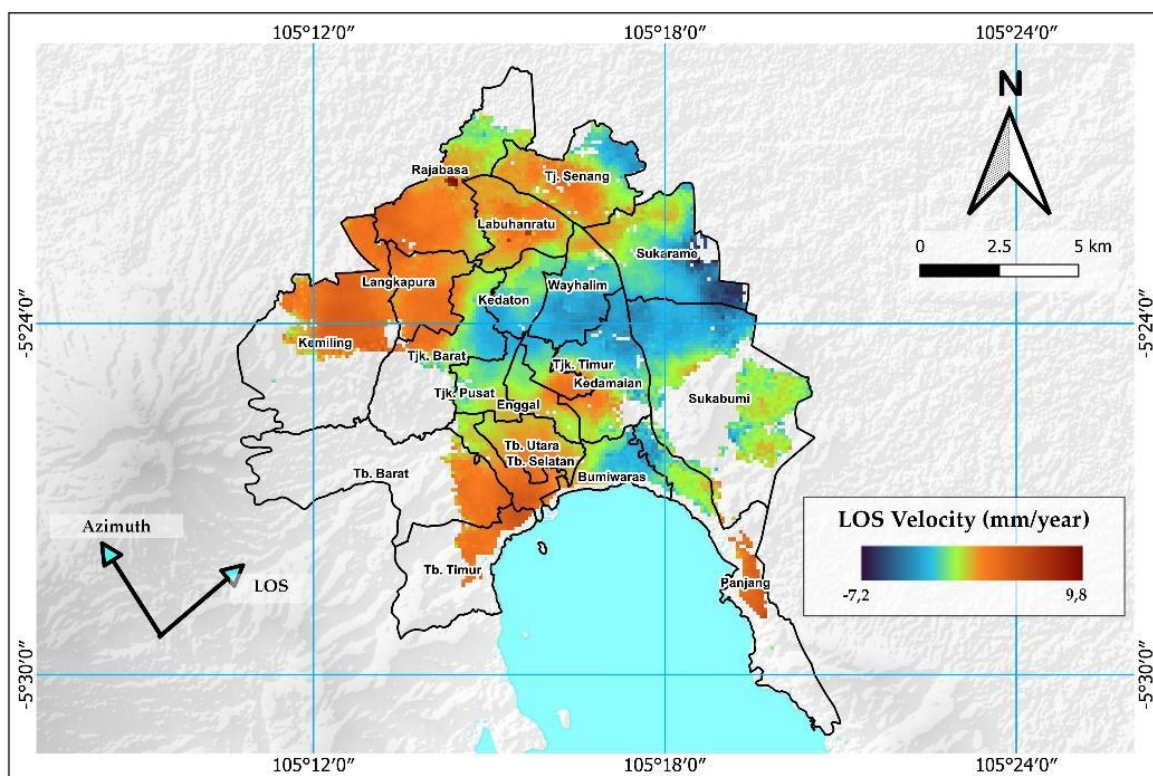 105°12′0″ 105°18′0″ 105°24′0″
N
Rajabasa
Tj. Senang
Labuhanratu
0 2.5 5 km
Sukarame
Langkapura
Wayhalim
Kedaton
-5°24′0″ -5°24′0″
Kemiling
Tjk. Barat
Tjk. Timur
Kedamaian
Tjk. Pusat
Sukabumi
Enggal
Tb. Utara
Tb. Selatan
Tb. Barat
Bumiwaras
LOS Velocity (mm/year)
-7,2 9,8
Azimuth
LOS
Tb. Timur
Panjang
-5°30′0″ -5°30′0″
105°12′0″ 105°18′0″ 105°24′0″